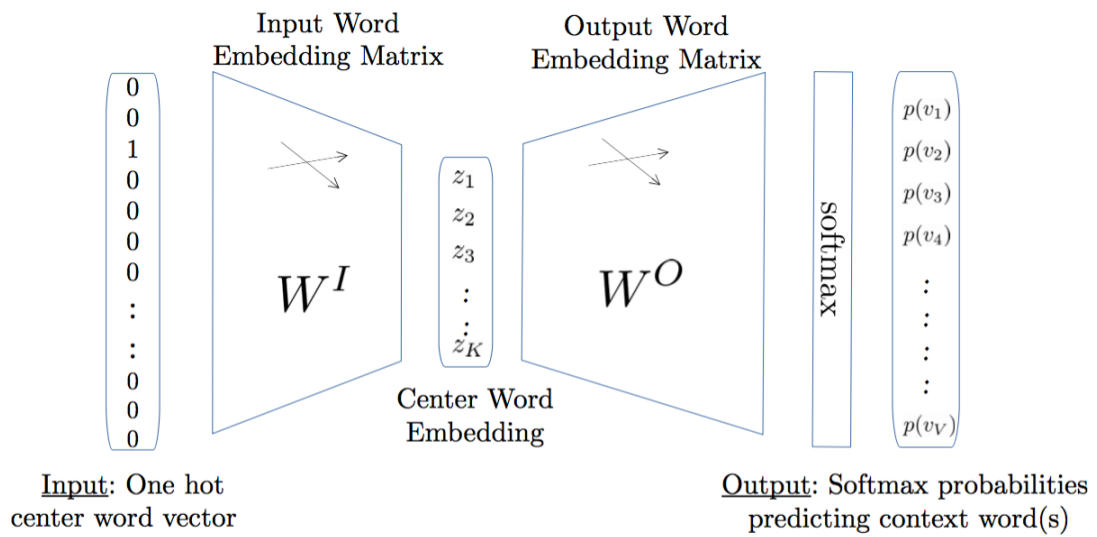 Input Word
Embedding Matrix
Output Word
Embedding Matrix
0
0
1
0
0
0
0
:
:
0
0
0
W^I
z_1
z_2
z_3
:
:
z_K
Center Word
Embedding
W^O
softmax
p(v_1)
p(v_2)
p(v_3)
p(v_4)
:
:
:
:
p(v_V)
Input: One hot
center word vector
Output: Softmax probabilities
predicting context word(s)